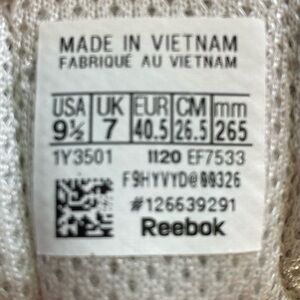 MADE IN VIETNAM
FABRIQUÉ AU VIETNAM
USA UK EUR CM mm
9½ 7 40.5 26.5 265
1Y3501 1120 EF7533
F9HYVYD@09326
#126639291
Reebok